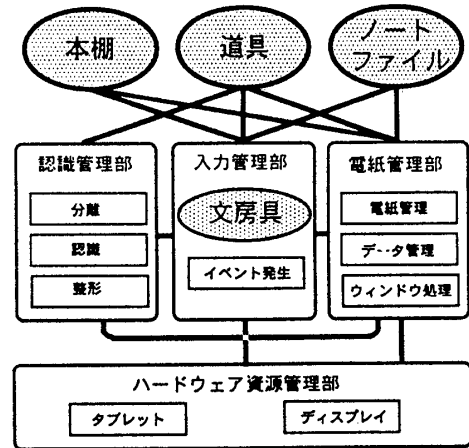 本棚
道具
ノート
ファイル
認識管理部
分離
認識
整形
入力管理部
文房具
イベント発生
電紙管理部
電紙管理
データ管理
ウィンドウ処理
ハードウェア資源管理部
タブレット
ディスプレイ